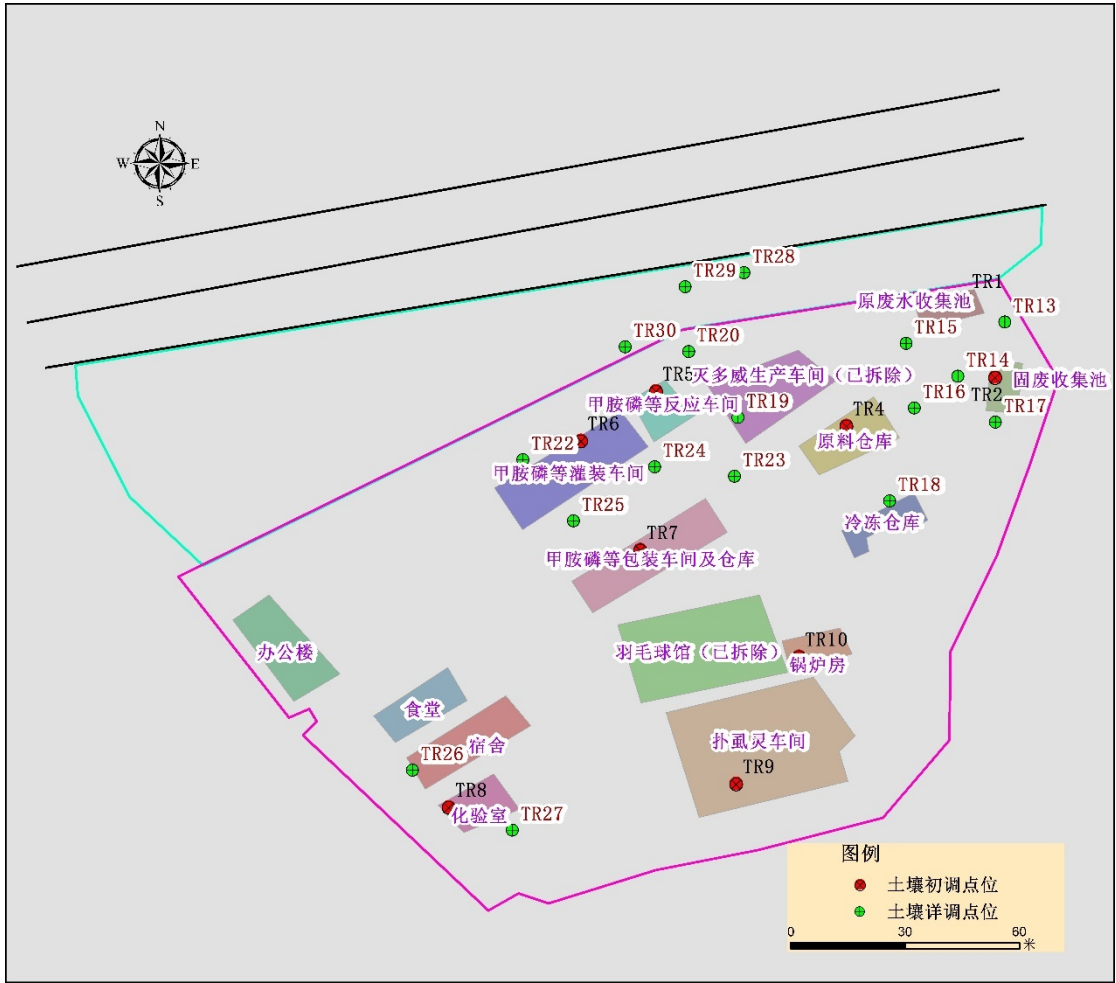 N
W
E
S
TR28
TR29
TR1
原废水收集池
TR13
TR30
TR20
TR15
TR14
TR5
灭多威生产车间（已拆除）
固废收集池
TR16
TR2
甲胺磷等反应车间
TR19
TR17
TR6
TR4
原料仓库
TR22
TR24
甲胺磷等灌装车间
TR23
TR18
TR25
冷冻仓库
TR7
甲胺磷等包装车间及仓库
TR10
办公楼
羽毛球馆（已拆除）
锅炉房
食堂
宿舍
扑虱灵车间
TR26
TR9
TR8
化验室
TR27
图例
土壤初调点位
土壤详调点位
0 30 60
米